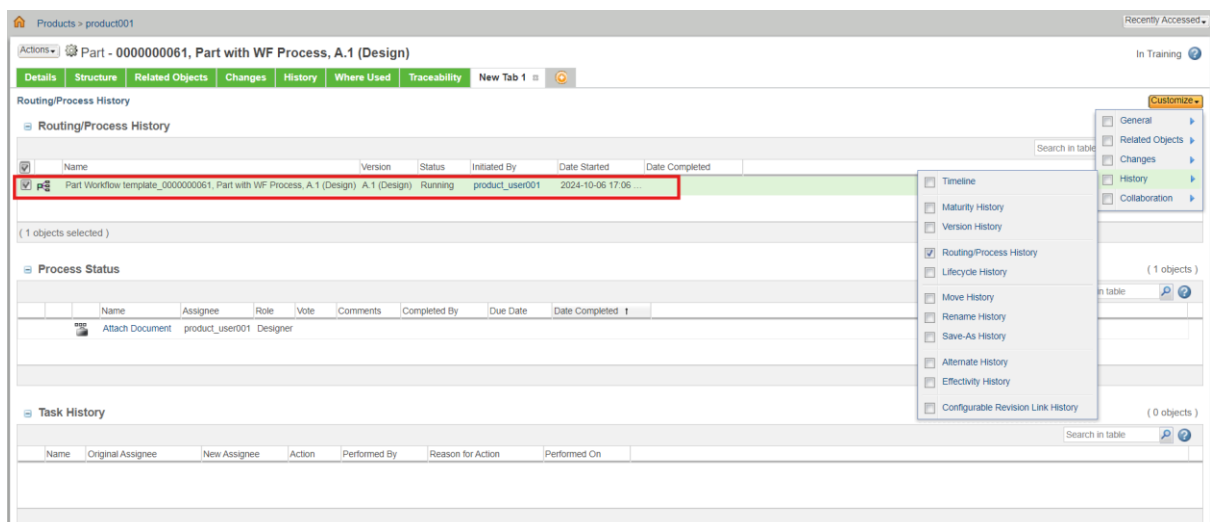 Products > product001
Recently Accessed
Actions Part - 0000000061, Part with WF Process, A.1 (Design)
In Training
Details Structure Related Objects Changes History Where Used Traceability New Tab 1
Routing/Process History
Customize
Routing/Process History
General
Related Objects
Changes
History
Collaboration
Search in table
Name Version Status Initiated By Date Started Date Completed
Part Workflow template_0000000061, Part with WF Process, A.1 (Design) A.1 (Design) Running product_user001 2024-10-06 17:06 ...
( 1 objects selected )
Timeline
Maturity History
Version History
Routing/Process History
Lifecycle History
Move History
Rename History
Save-As History
Alternate History
Effectivity History
Configurable Revision Link History
Process Status
( 1 objects )
in table
Name Assignee Role Vote Comments Completed By Due Date Date Completed
Attach Document product_user001 Designer
Task History
( 0 objects )
Search in table
Name Original Assignee New Assignee Action Performed By Reason for Action Performed On